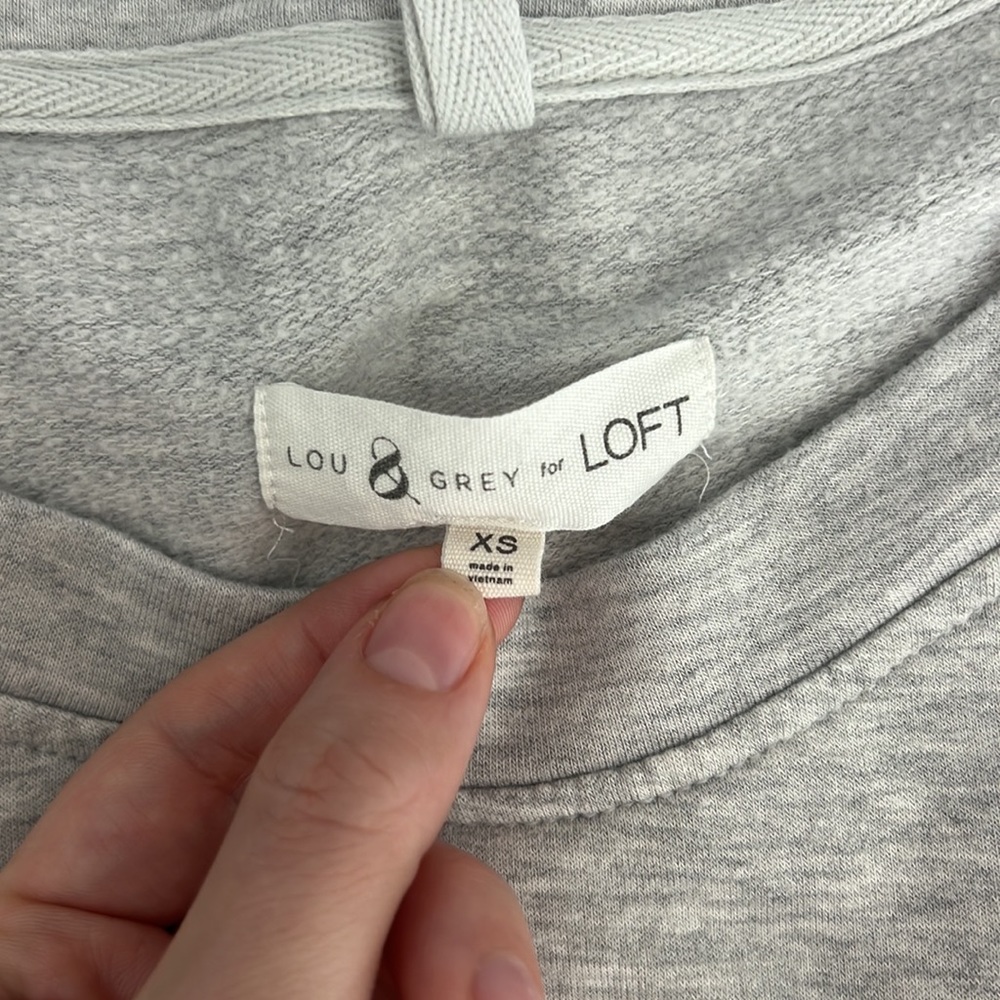 LOU & GREY for LOFT
XS
made in
vietnam